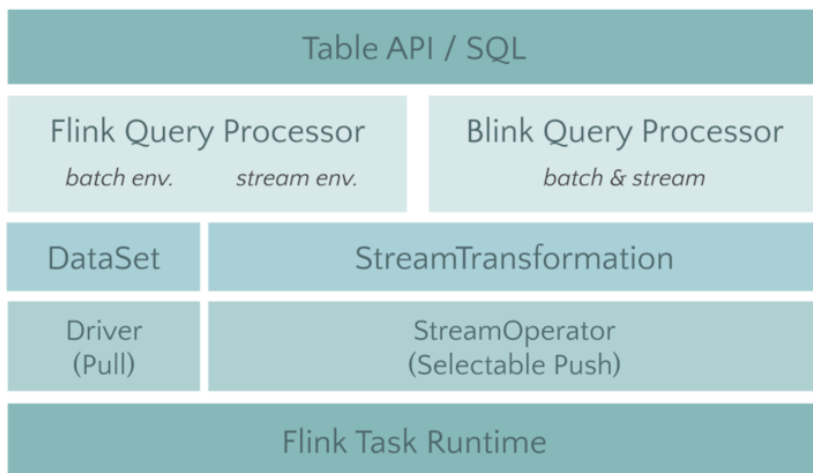 Table API / SQL
Flink Query Processor
batch env. stream env.
Blink Query Processor
batch & stream
DataSet
StreamTransformation
Driver
(Pull)
StreamOperator
(Selectable Push)
Flink Task Runtime